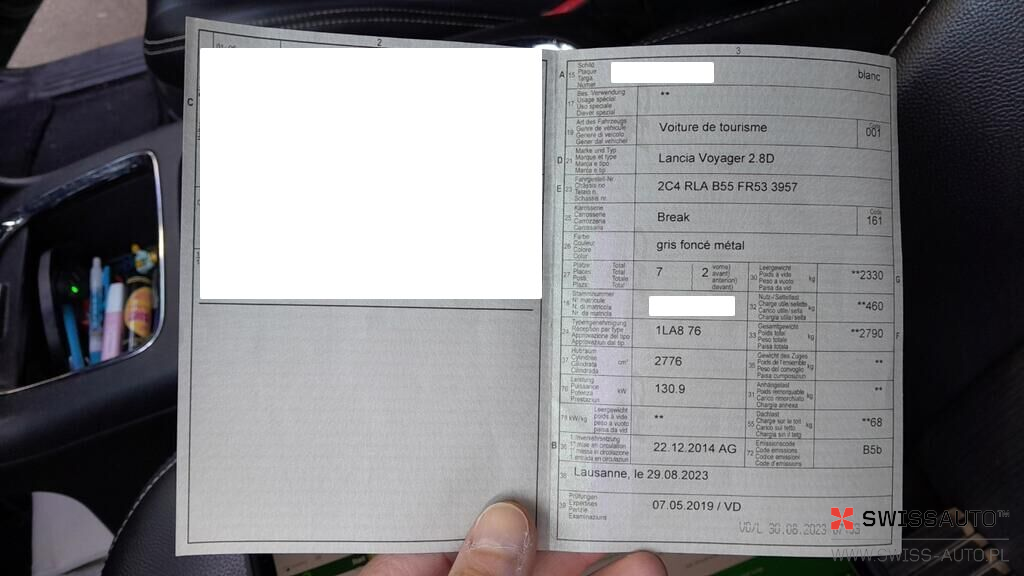 2
3
C
A 15 Schild
Plaque
Targa
Numer
blanc
17 Bes. Verwendung
Usage spécial
Uso speciale
Diever spezial
**
19 Art des Fahrzeugs
Genre de véhicule
Genere di veicolo
Gener dal vehichel
Voiture de tourisme
Code
001
D 21 Marke und Typ
Marque et type
Marca e tipo
Marca e tip
Lancia Voyager 2.8D
E 23 Fahrgestell-Nr.
Châssis no
Telaio n.
Schassis nr.
2C4 RLA B55 FR53 3957
25 Karosserie
Carrosserie
Carrozzeria
Carossaria
Break
Code
161
26 Farbe
Couleur
Colore
Colur
gris foncé métal
27 Plätze: Total
Places: Total
Posti: Totale
Plazs: Total
7
2
vorne)
avant)
anteriori)
davant)
30 Leergewicht
Poids à vide
Peso a vuoto
Paisa da vid
kg
**2330
G
18 Stammnummer
N° matricule
N. di matricola
Nr. da matricla
32 Nutz-/Sattellast
Charge utile/sellette
Carico utile/sella
Chargia utila/sella
kg
**460
24 Typengenehmigung
Réception par type
Approvazione del tipo
Approvaziun dal tip
1LA8 76
33 Gesamtgewicht
Poids total
Peso totale
Paisa totala
kg
**2790
F
37 Hubraum
Cylindrée
Cilindrata
Cilindrada
cm³
2776
35 Gewicht des Zuges
Poids de l'ensemble
Peso del convoglio
Paisa cumposiziun
kg
**
76 Leistung
Puissance
Potenza
Prestaziun
kW
130.9
31 Anhängelast
Poids remorquable
Carico rimorchiato
Chargia annexa
kg
**
78 kW/kg
Leergewicht
poids à vide
peso a vuoto
paisa da vid
**
55 Dachlast
Charge sur le toit
Carico sul tetto
Chargia sin il tetg
kg
**68
B 36 1. Inverkehrsetzung
1re mise en circulation
1. messa in circolazione
1. entrada en circulaziun
22.12.2014 AG
72 Emissionscode
Code émissions
Codice emissioni
Code d'emissiuns
B5b
38 Lausanne, le 29.08.2023
39 Prüfungen
Expertises
Perizie
Examinaziuns
07.05.2019 / VD
VD/L 30.08.2023
SWISSAUTO™
WWW.SWISS-AUTO.PL